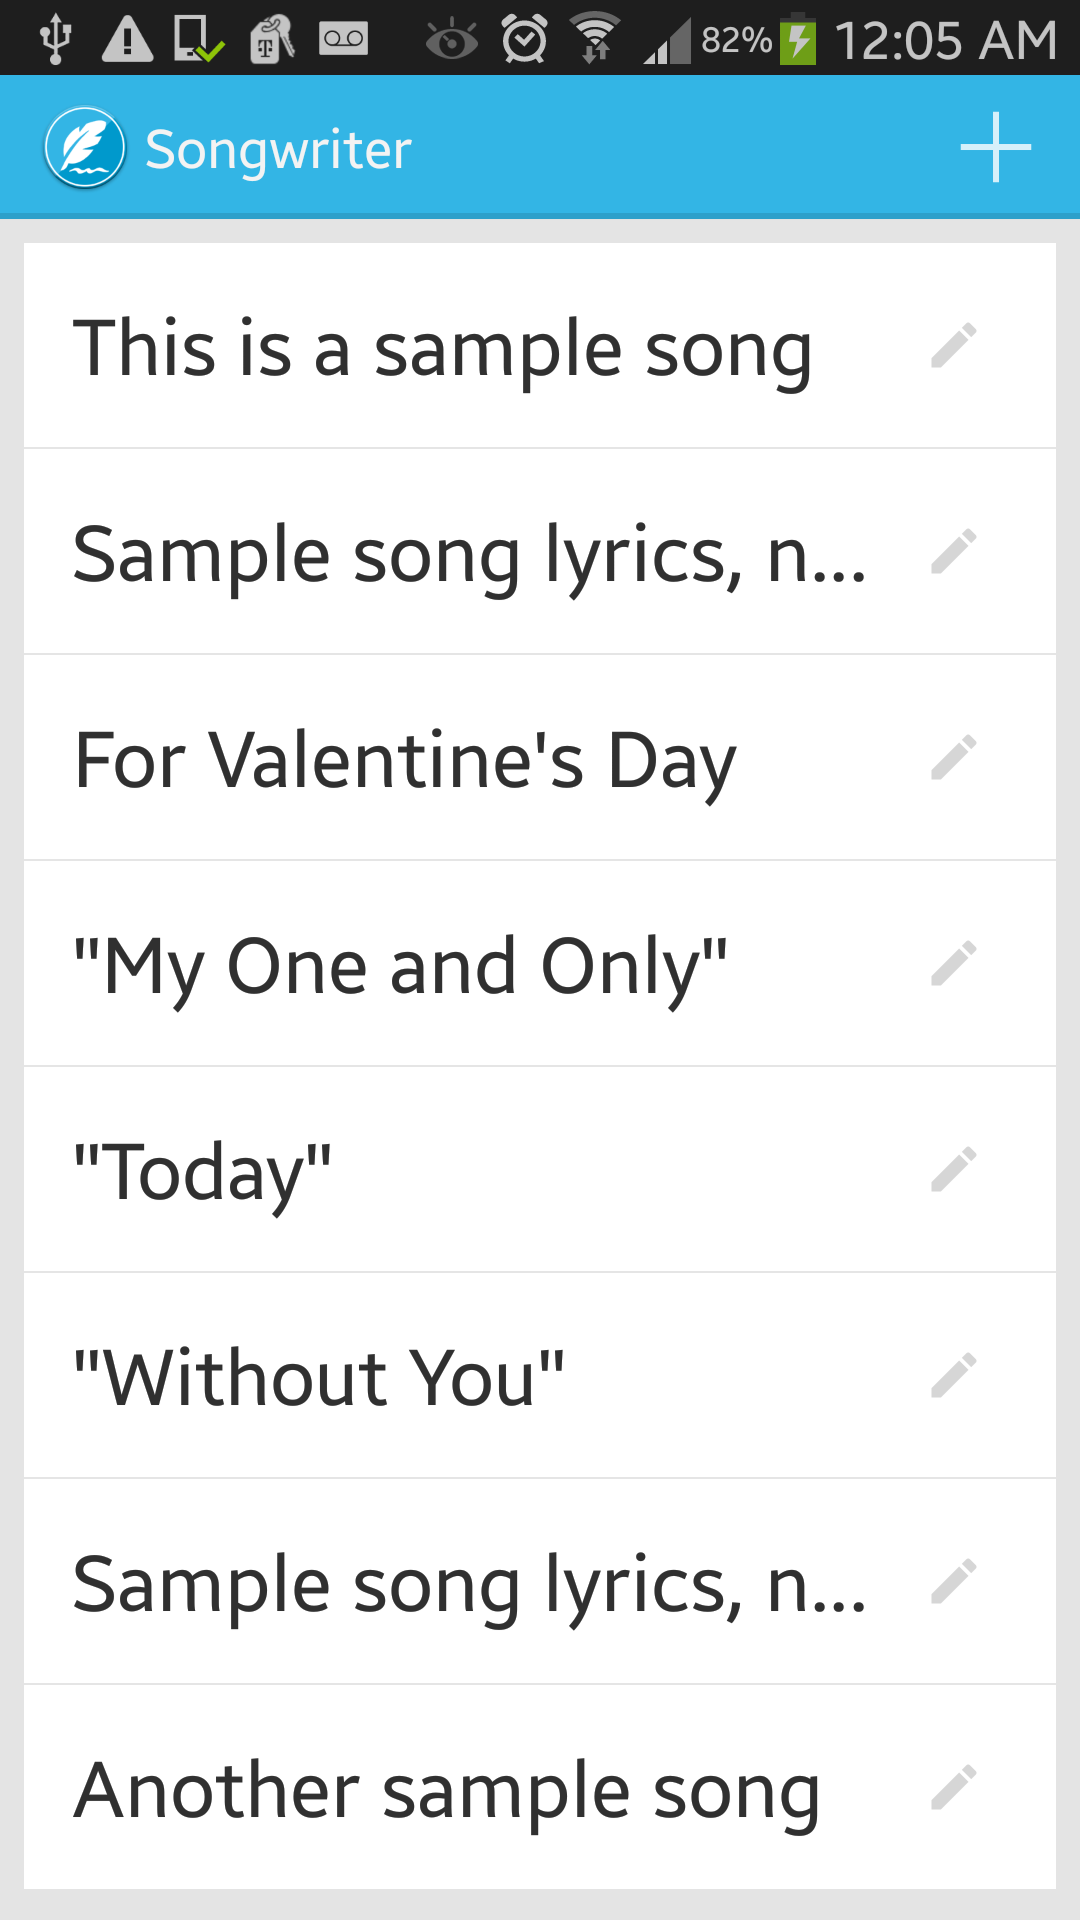 82% 12:05 AM
Songwriter
This is a sample song
Sample song lyrics, n...
For Valentine's Day
"My One and Only"
"Today"
"Without You"
Sample song lyrics, n...
Another sample song